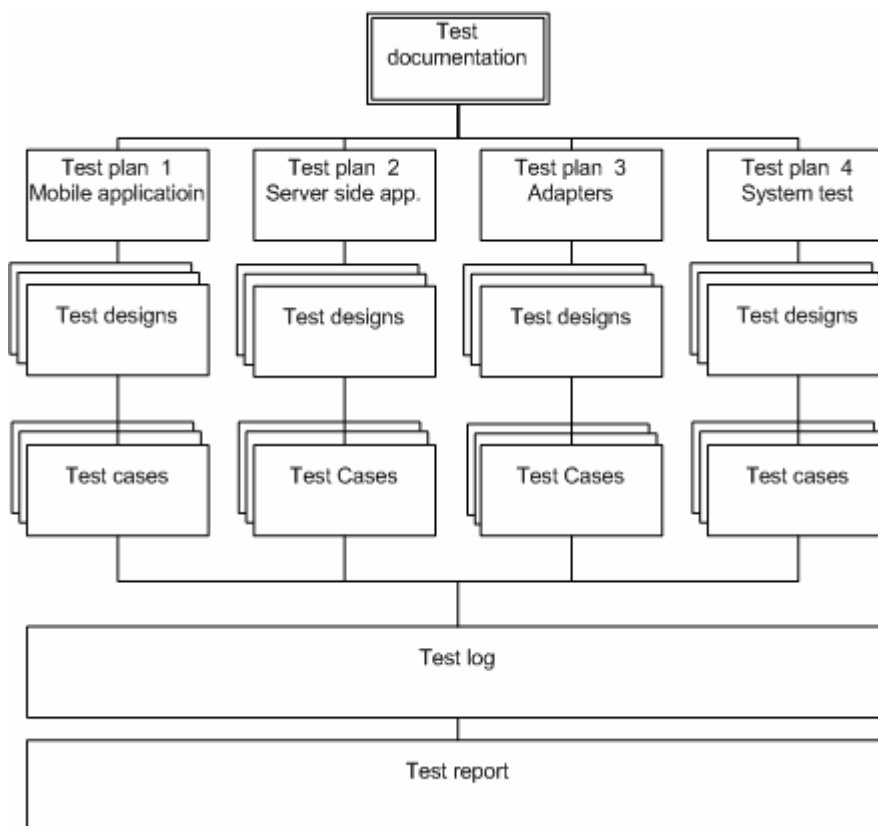 Test
documentation
Test plan 1
Mobile applicatioin
Test plan 2
Server side app.
Test plan 3
Adapters
Test plan 4
System test
Test designs
Test designs
Test designs
Test designs
Test cases
Test Cases
Test Cases
Test cases
Test log
Test report